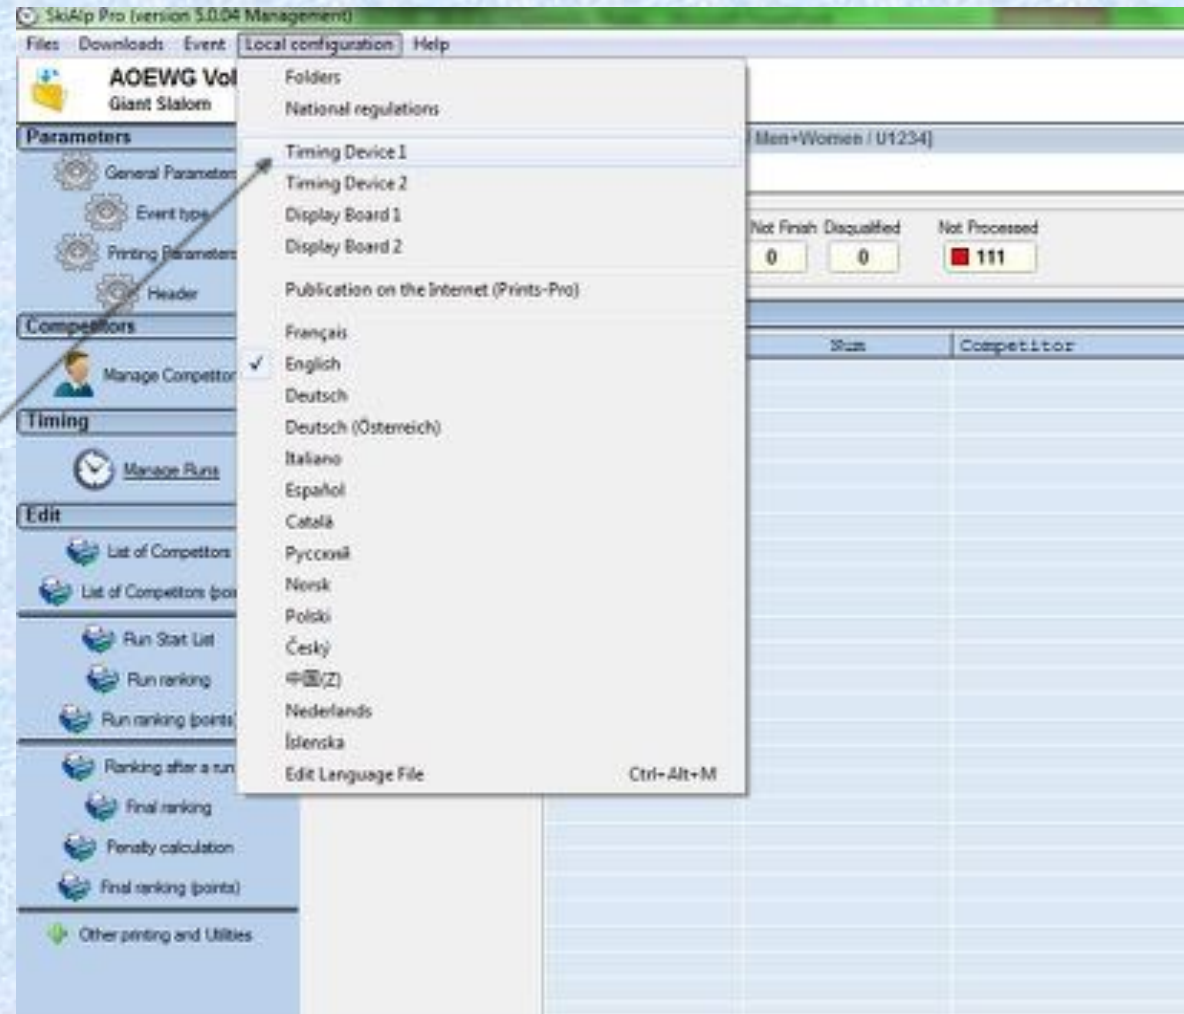 SkiAlp Pro (version 5.0.04 Management)
Files Downloads Event Local configuration Help
AOEWG Vol
Giant Slalom
Parameters
General Parameter
Event type
Printing Parameters
Header
Competitors
Manage Competitor
Timing
Manage Runs
Edit
List of Competitors
List of Competitors (poi
Run Start List
Run ranking
Run ranking (points)
Ranking after a run
Final ranking
Penalty calculation
Final ranking (points)
Other printing and Utilities
Folders
National regulations
Timing Device 1
Timing Device 2
Display Board 1
Display Board 2
Publication on the Internet (Prints-Pro)
Français
English
Deutsch
Deutsch (Österreich)
Italiano
Español
Català
Русский
Norsk
Polski
Český
中国(Z)
Nederlands
Íslenska
Edit Language File Ctrl+Alt+M
/ Men+Women / U1234]
Not Finish Disqualified Not Processed
0 0 111
Num Competitor